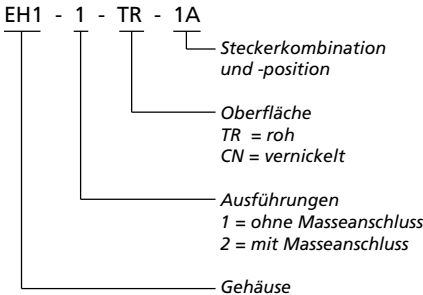 EH1 - 1 - TR - 1A
Steckerkombination
und -position
Oberfläche
TR = roh
CN = vernickelt
Ausführungen
1 = ohne Masseanschluss
2 = mit Masseanschluss
Gehäuse